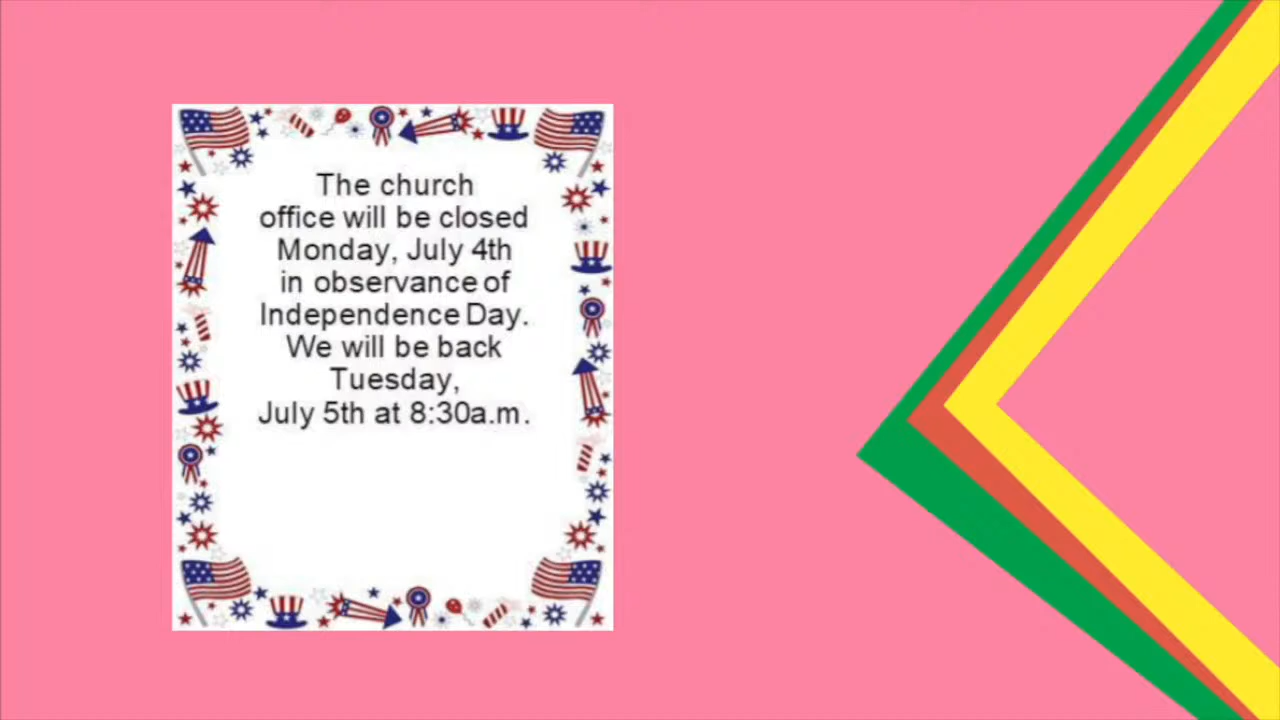 The church
office will be closed
Monday, July 4th
in observance of
Independence Day.
We will be back
Tuesday,
July 5th at 8:30a.m.